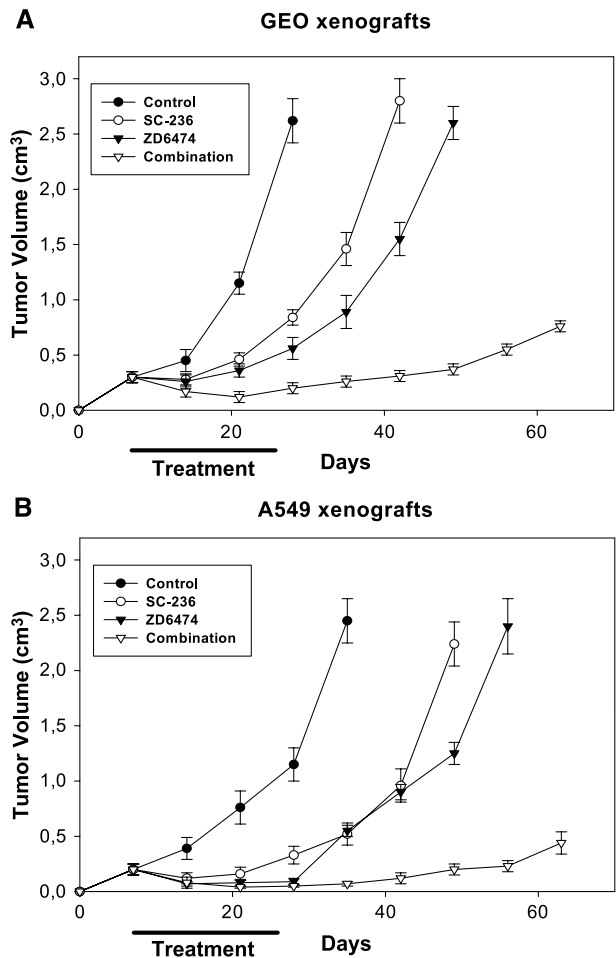 A
GEO xenografts
Tumor Volume (cm3)
3,0
2,5
2,0
1,5
1,0
0,5
0,0
Control
SC-236
ZD6474
Combination
0
20
40
60
Treatment
Days
B
A549 xenografts
Tumor Volume (cm3)
3,0
2,5
2,0
1,5
1,0
0,5
0,0
Control
SC-236
ZD6474
Combination
0
20
40
60
Treatment
Days